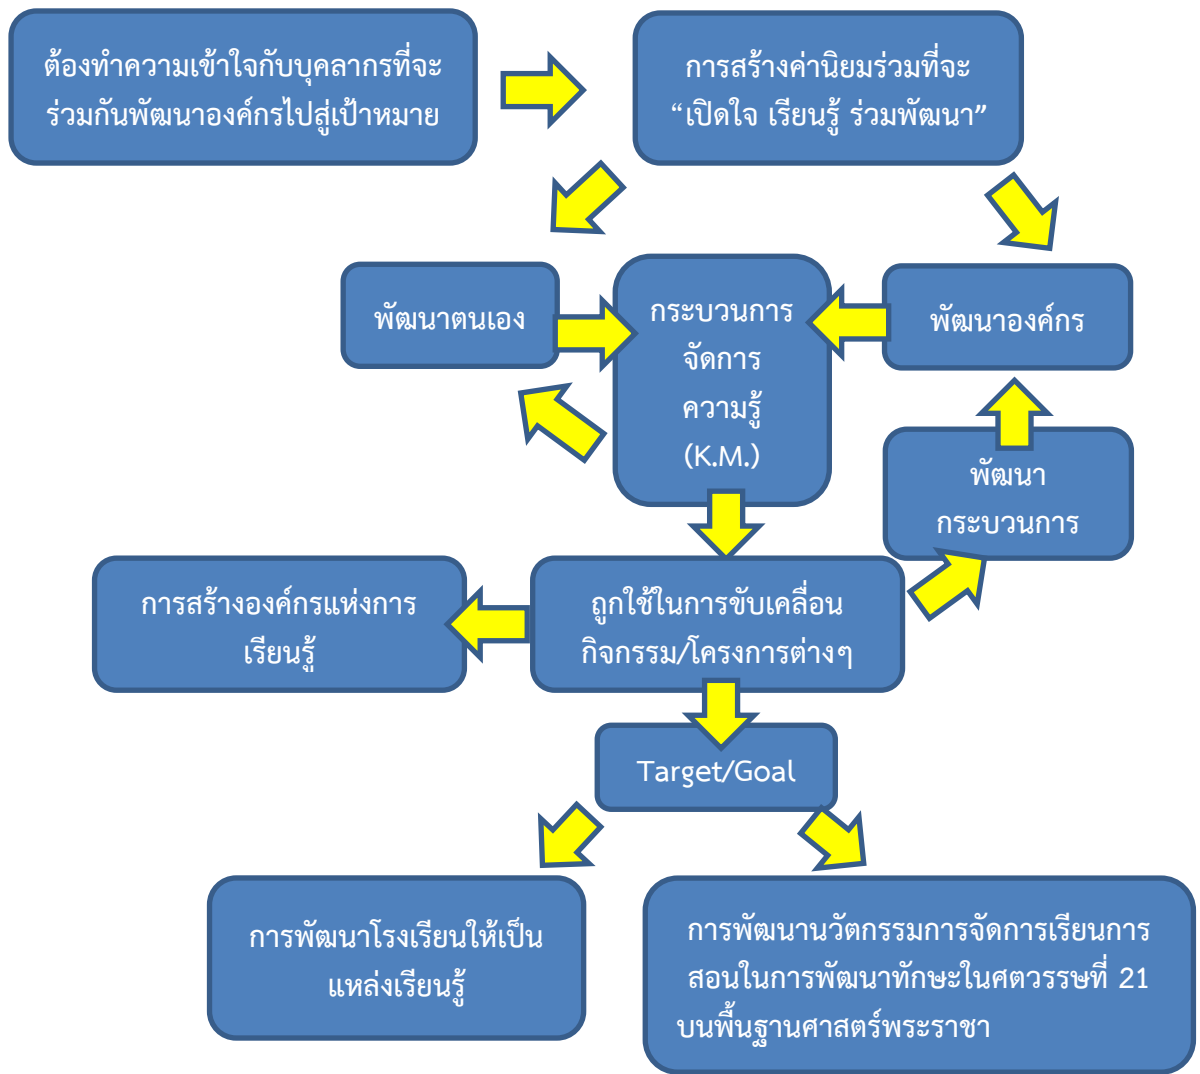 ต้องทำความเข้าใจกับบุคลากรที่จะ
ร่วมกันพัฒนาองค์กรไปสู่เป้าหมาย
การสร้างค่านิยมร่วมที่จะ
“เปิดใจ เรียนรู้ ร่วมพัฒนา”
พัฒนาตนเอง
กระบวนการ
จัดการ
ความรู้
(K.M.)
พัฒนาองค์กร
พัฒนา
กระบวนการ
การสร้างองค์กรแห่งการ
เรียนรู้
ถูกใช้ในการขับเคลื่อน
กิจกรรม/โครงการต่างๆ
Target/Goal
การพัฒนาโรงเรียนให้เป็น
แหล่งเรียนรู้
การพัฒนานวัตกรรมการจัดการเรียนการ
สอนในการพัฒนาทักษะในศตวรรษที่ 21
บนพื้นฐานศาสตร์พระราชา